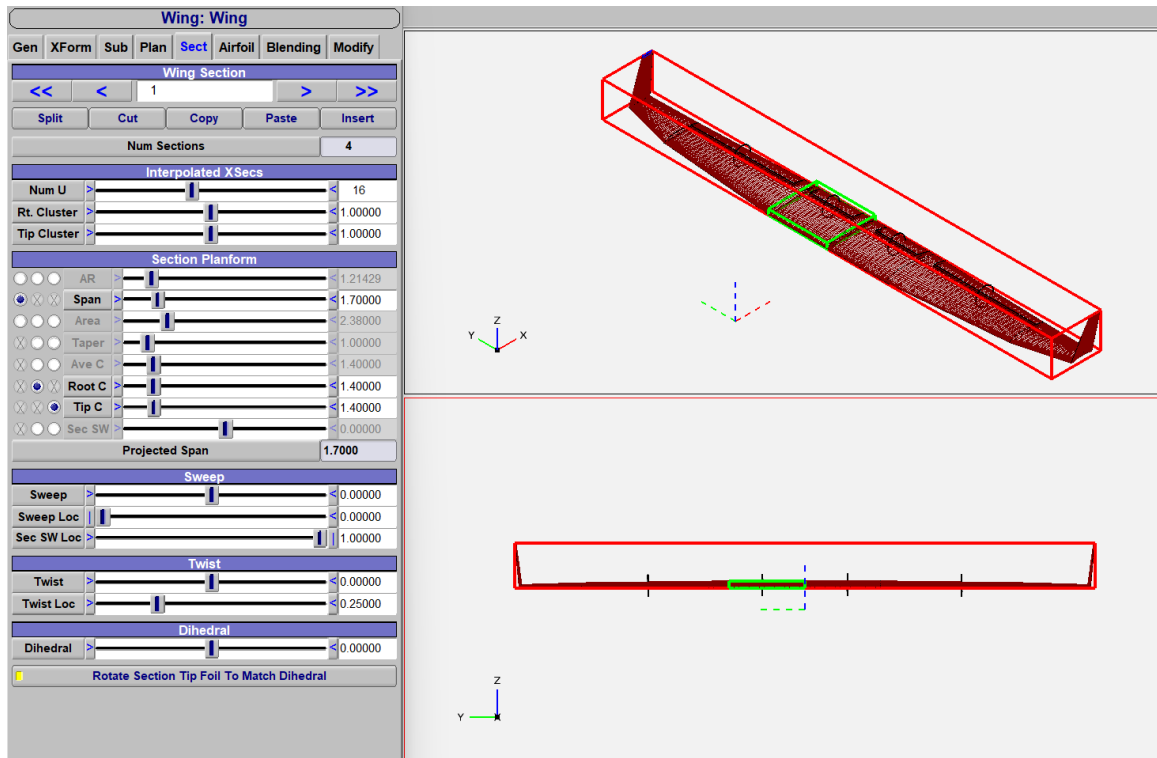 Wing: Wing
Gen XForm Sub Plan Sect Airfoil Blending Modify
Wing Section
<< < 1 > >>
Split Cut Copy Paste Insert
Num Sections 4
Interpolated XSecs
Num U > < 16
Rt. Cluster > < 1.00000
Tip Cluster > < 1.00000
Section Planform
AR > < 1.21429
X X Span > < 1.70000
Area > < 2.38000
X Taper > < 1.00000
X Ave C > < 1.40000
X X Root C > < 1.40000
X X Tip C > < 1.40000
X Sec SW > < 0.00000
Projected Span 1.7000
Sweep
Sweep > < 0.00000
Sweep Loc | < 0.00000
Sec SW Loc > | 1.00000
Twist
Twist > < 0.00000
Twist Loc > < 0.25000
Dihedral
Dihedral > < 0.00000
Rotate Section Tip Foil To Match Dihedral
Z
Y X
Z
Y X